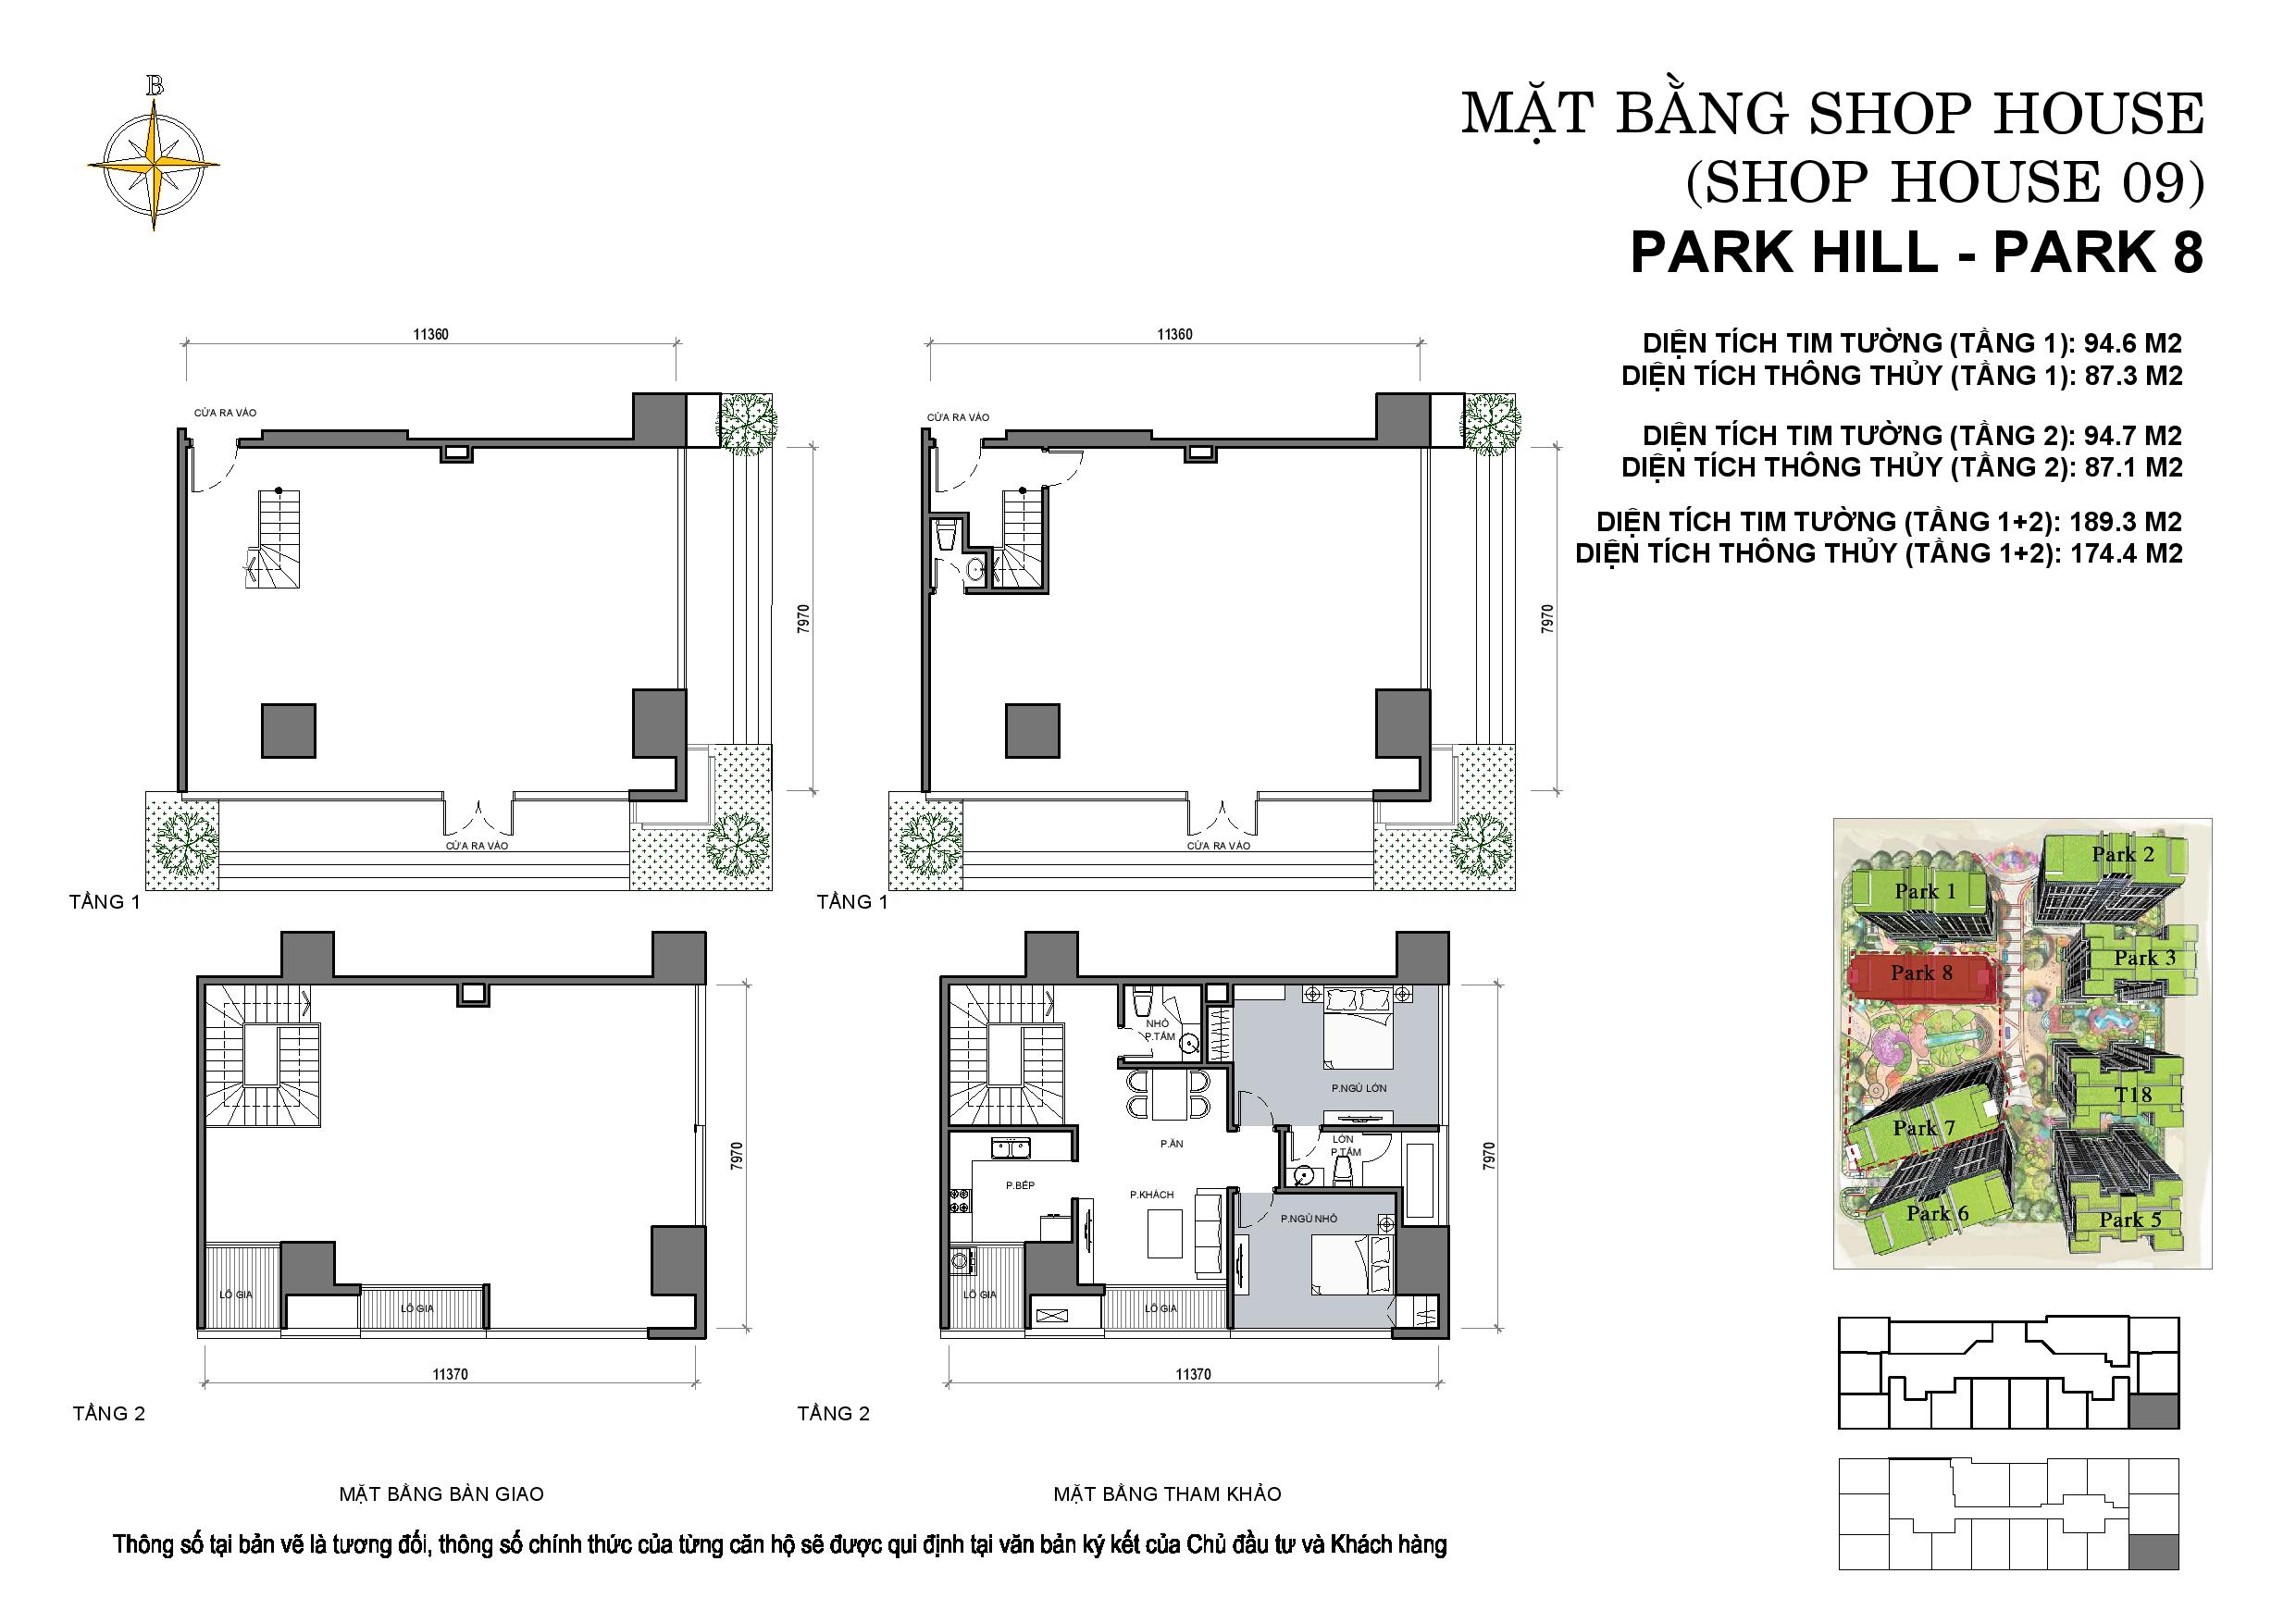 B
MẶT BẰNG SHOP HOUSE
(SHOP HOUSE 09)
PARK HILL - PARK 8
DIỆN TÍCH TIM TƯỜNG (TẦNG 1): 94.6 M2
DIỆN TÍCH THÔNG THỦY (TẦNG 1): 87.3 M2
DIỆN TÍCH TIM TƯỜNG (TẦNG 2): 94.7 M2
DIỆN TÍCH THÔNG THỦY (TẦNG 2): 87.1 M2
DIỆN TÍCH TIM TƯỜNG (TẦNG 1+2): 189.3 M2
DIỆN TÍCH THÔNG THỦY (TẦNG 1+2): 174.4 M2
11360
CỬA RA VÀO
7970
CỬA RA VÀO
TẦNG 1
11360
CỬA RA VÀO
7970
CỬA RA VÀO
TẦNG 1
LÔ GIA
LÔ GIA
7970
11370
TẦNG 2
NHỎ
P.TẮM
P.NGỦ LỚN
P.ĂN
LỚN
P.TẮM
P.BẾP
P.KHÁCH
P.NGỦ NHỎ
LÔ GIA
LÔ GIA
7970
11370
TẦNG 2
Park 2
Park 1
Park 3
Park 8
T18
Park 7
Park 6
Park 5
MẶT BẰNG BÀN GIAO
MẶT BẰNG THAM KHẢO
Thông số tại bản vẽ là tương đối, thông số chính thức của từng căn hộ sẽ được qui định tại văn bản ký kết của Chủ đầu tư và Khách hàng